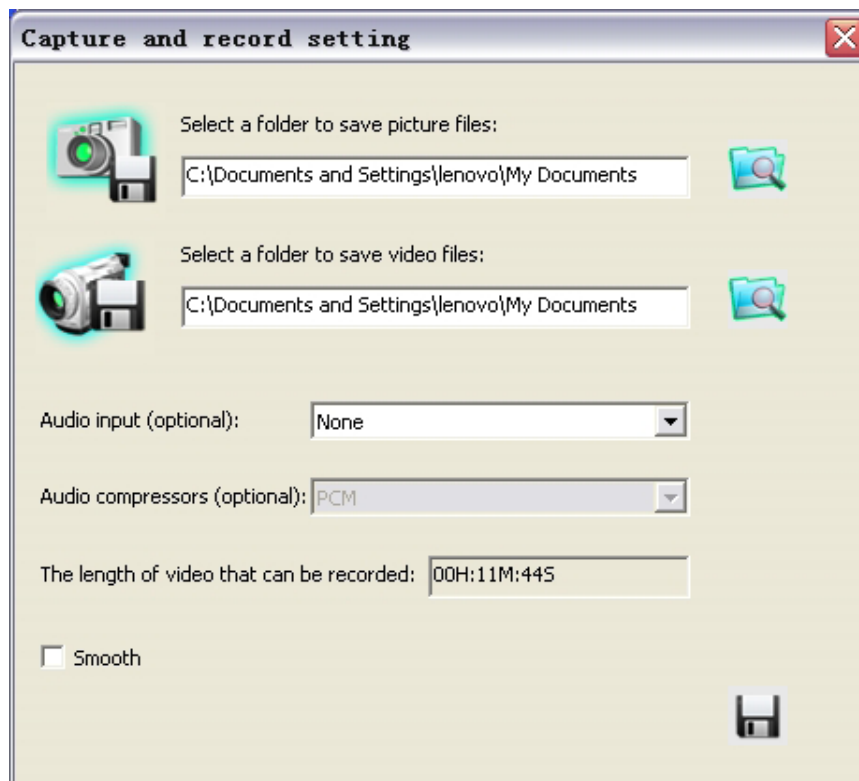 Capture and record setting
Select a folder to save picture files:
C:\Documents and Settings\lenovo\My Documents
Select a folder to save video files:
C:\Documents and Settings\lenovo\My Documents
Audio input (optional): None
Audio compressors (optional): PCM
The length of video that can be recorded: 00H:11M:44S
Smooth